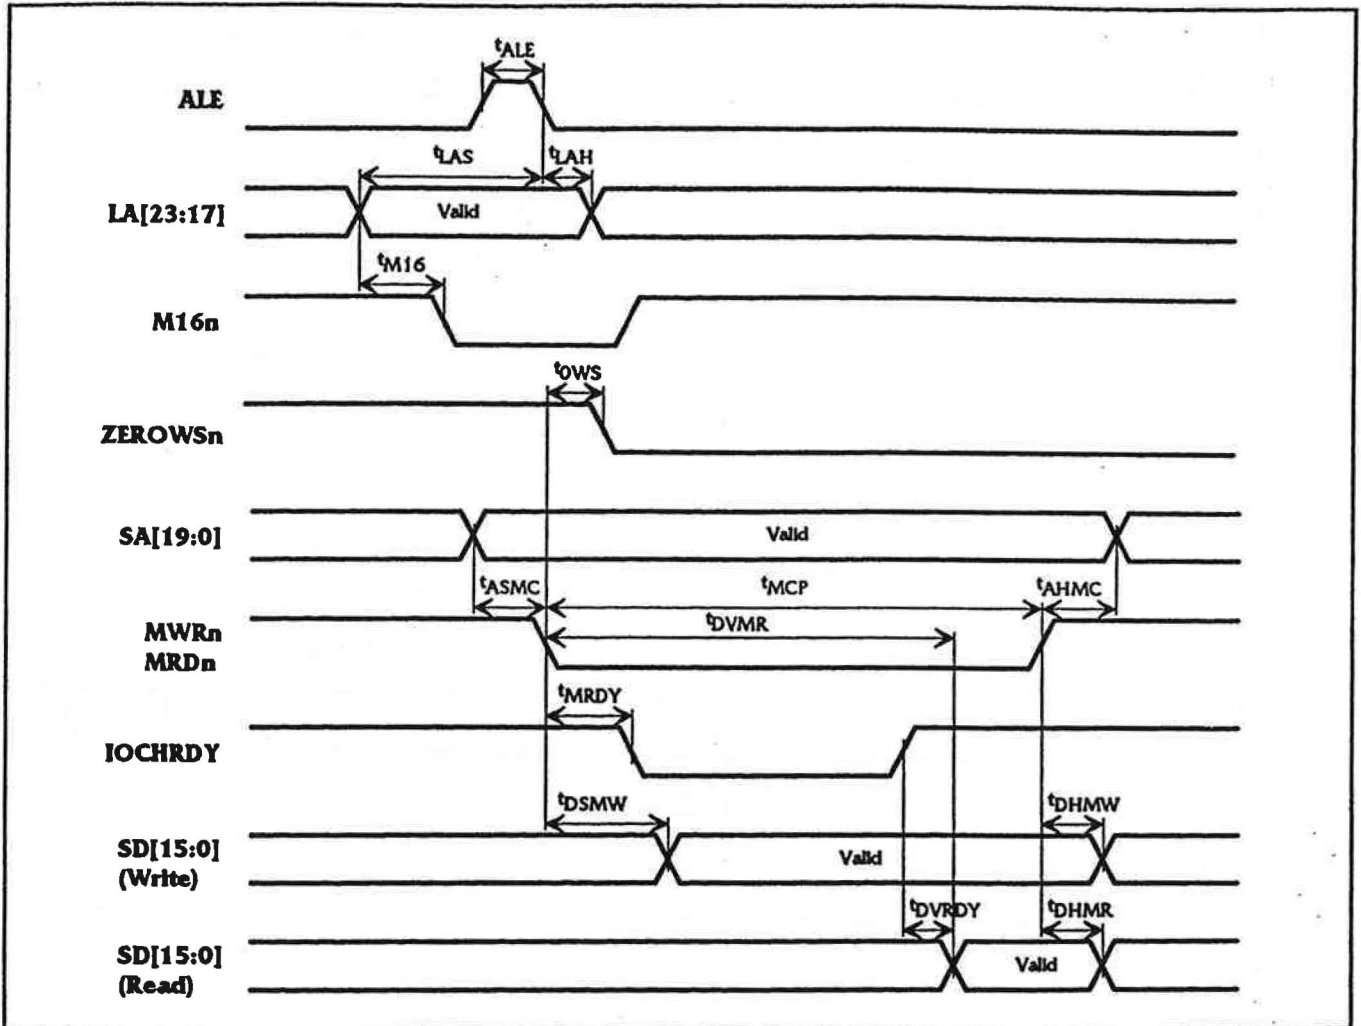 tALE
ALE
tLAS tLAH
LA[23:17] Valid
tM16
M16n
tOWS
ZEROWSn
SA[19:0] Valid
tASMC tMCP tAHMC
tDVMR
MWRn
MRDn
tMRDY
IOCHRDY
tDSMW tDHMW
SD[15:0] Valid
(Write)
tDVRDY tDHMR
SD[15:0] Valid
(Read)